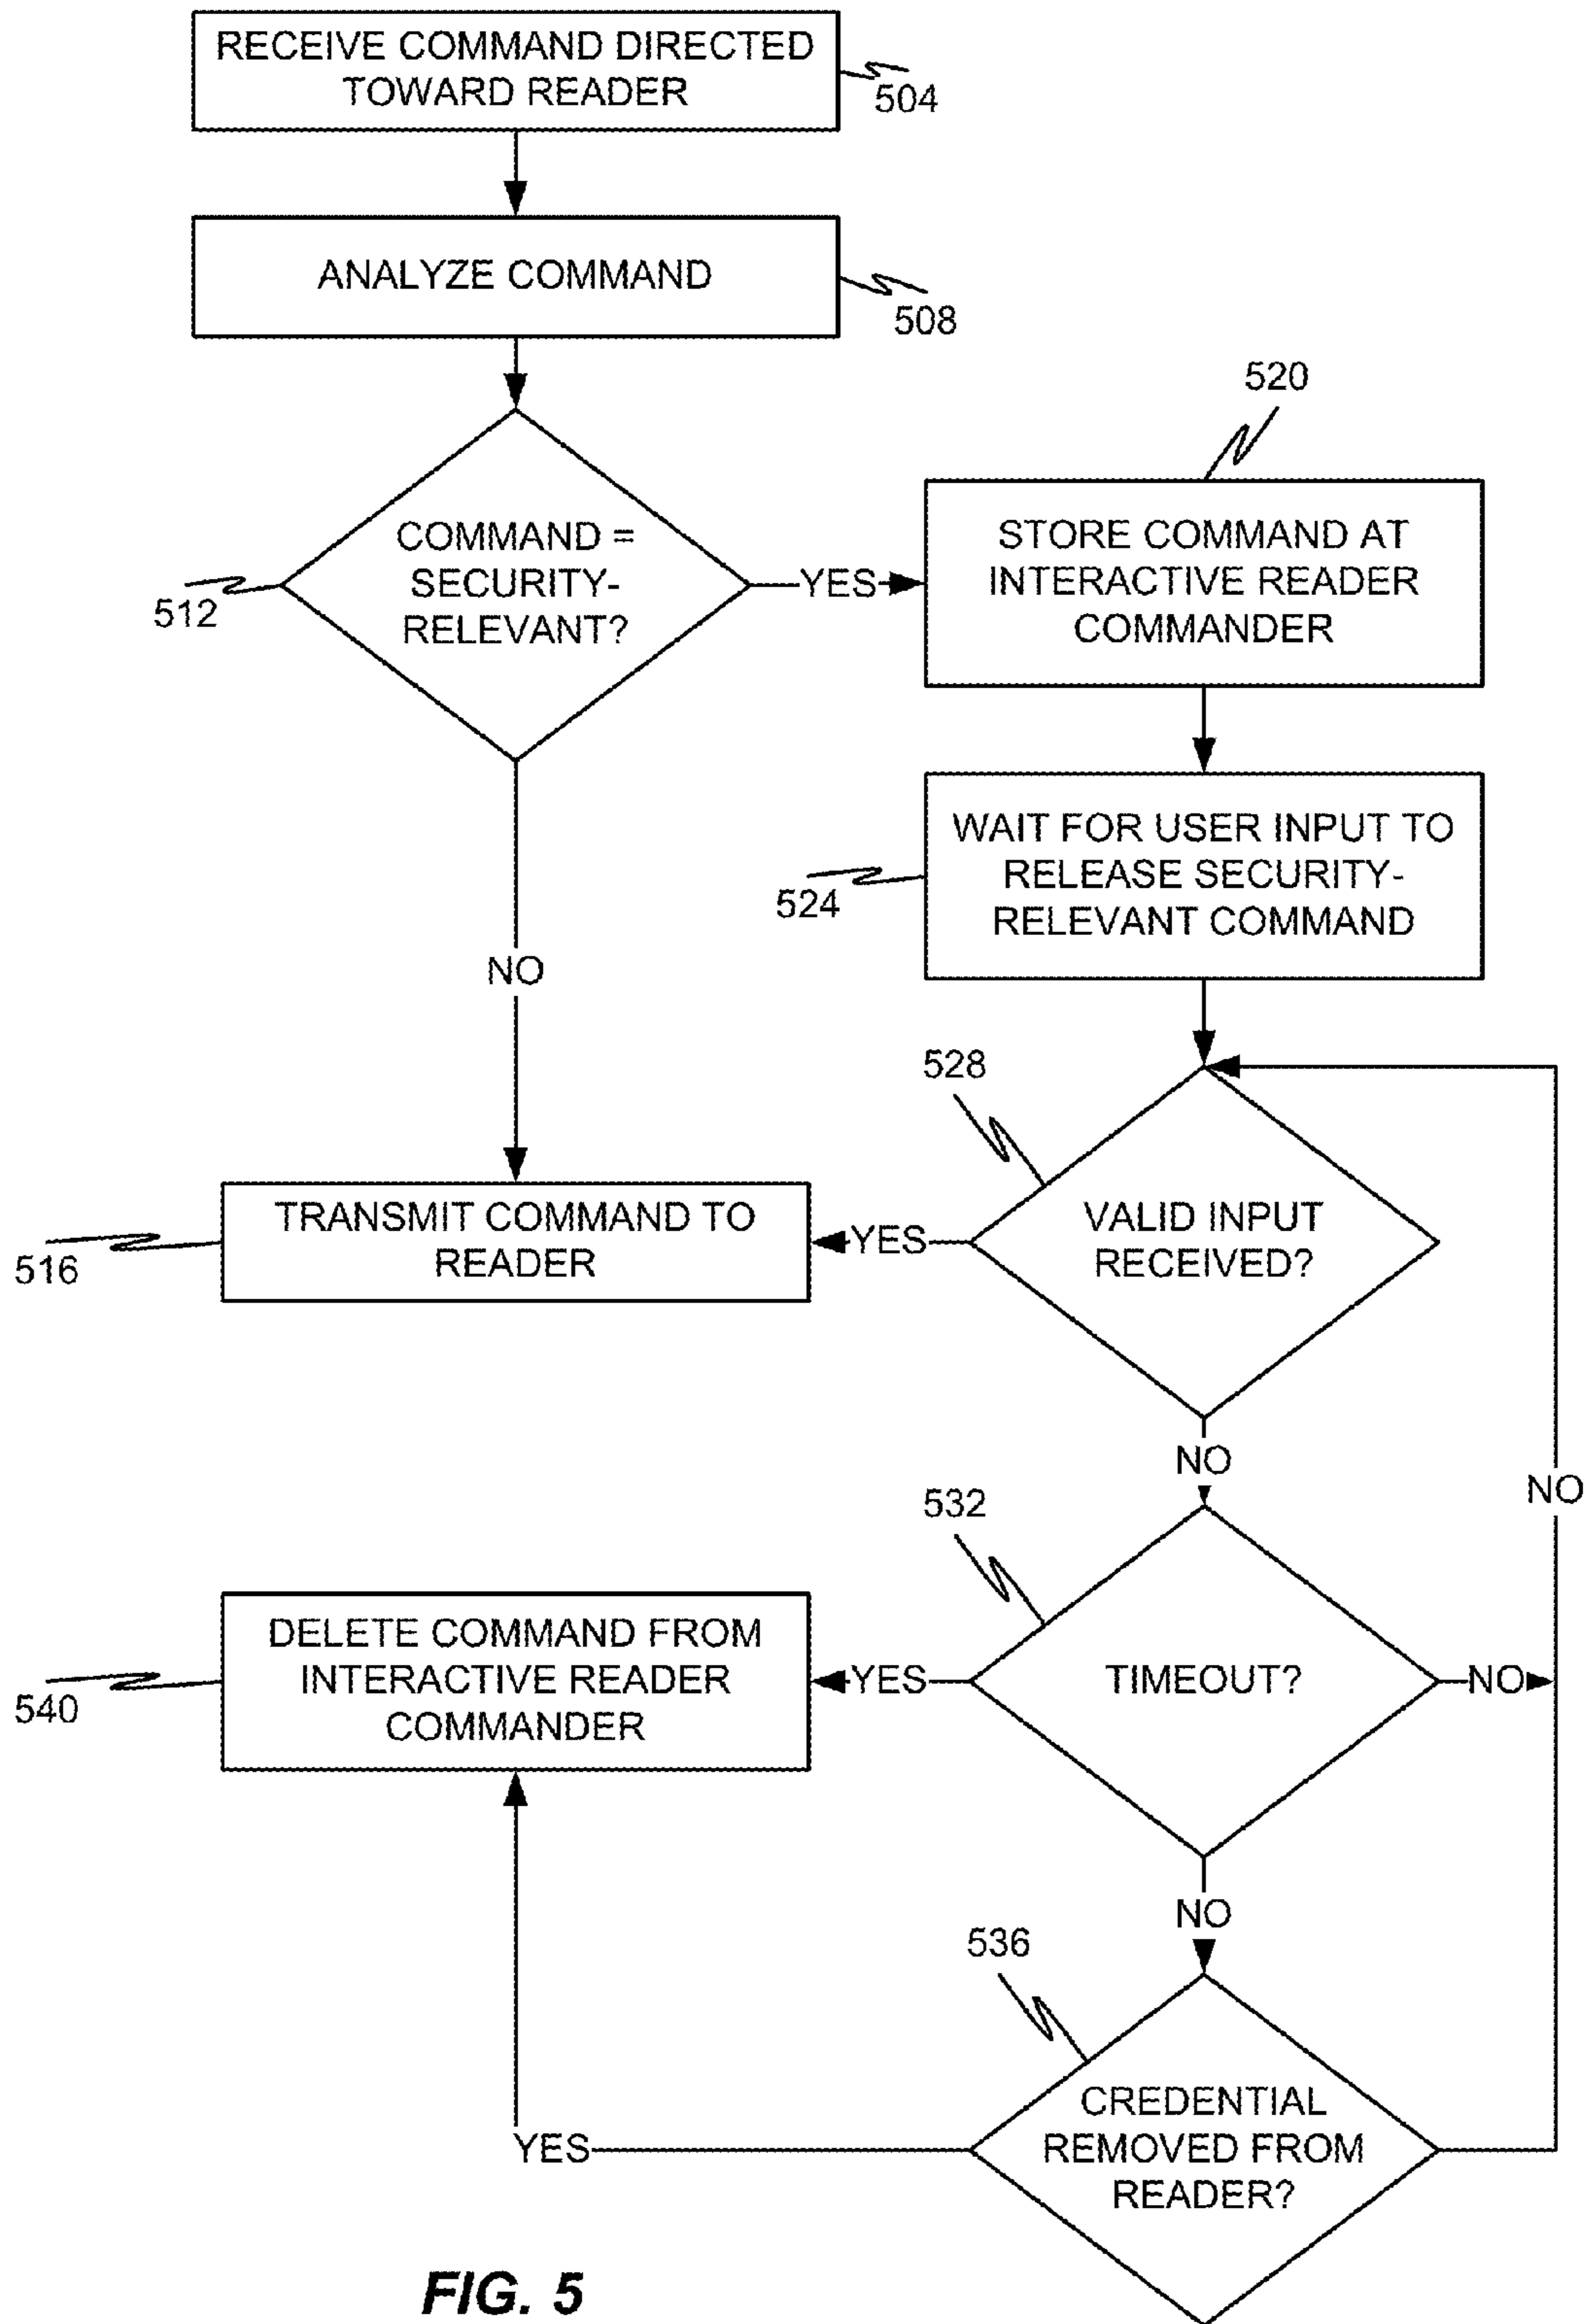 RECEIVE COMMAND DIRECTED
TOWARD READER
504
ANALYZE COMMAND
508
COMMAND =
SECURITY-
RELEVANT?
512
YES
520
STORE COMMAND AT
INTERACTIVE READER
COMMANDER
WAIT FOR USER INPUT TO
RELEASE SECURITY-
RELEVANT COMMAND
524
NO
528
VALID INPUT
RECEIVED?
YES
TRANSMIT COMMAND TO
READER
516
NO
NO
532
TIMEOUT?
YES
NO
DELETE COMMAND FROM
INTERACTIVE READER
COMMANDER
540
NO
536
CREDENTIAL
REMOVED FROM
READER?
YES
FIG. 5